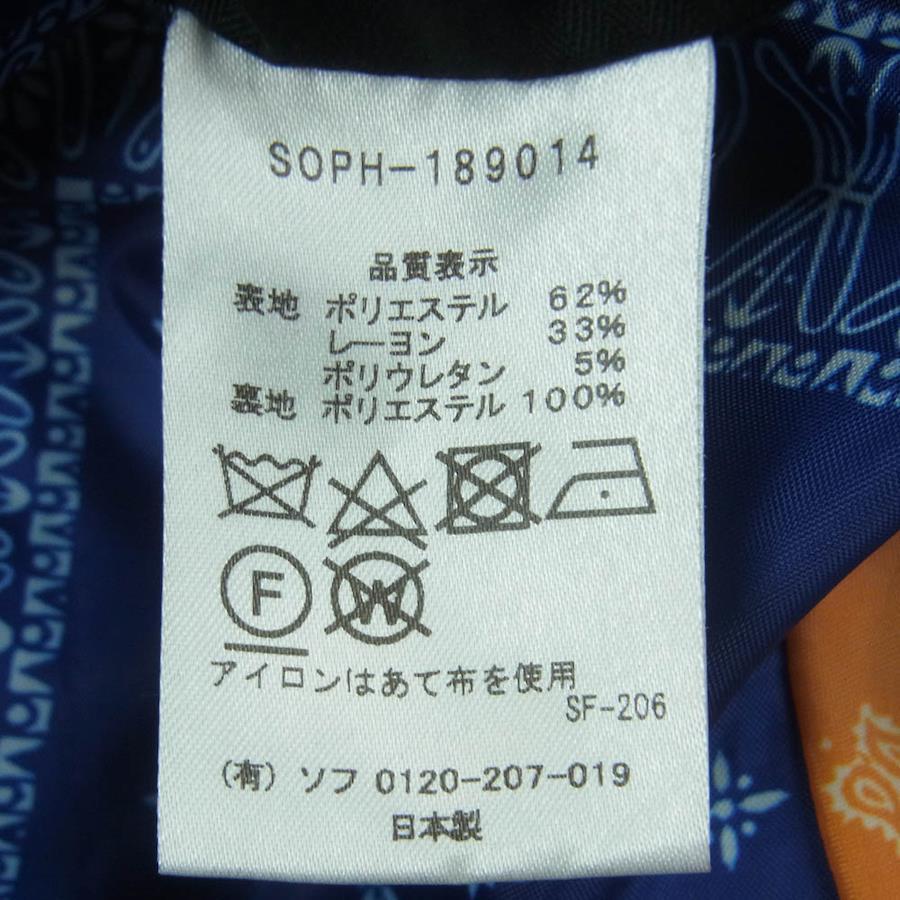 SOPH-189014
品質表示
表地 ポリエステル 62%
レーヨン 33%
ポリウレタン 5%
裏地 ポリエステル 100%
F W
アイロンはあて布を使用
SF-206
(有) ソフ 0120-207-019
日本製